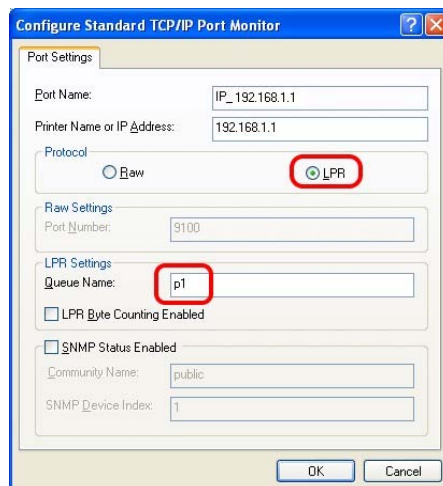 Configure Standard TCP/IP Port Monitor
Port Settings
Port Name: IP_ 192.168.1.1
Printer Name or IP Address: 192.168.1.1
Protocol
Raw LPR
Raw Settings
Port Number: 9100
LPR Settings
Queue Name: p1
LPR Byte Counting Enabled
SNMP Status Enabled
Community Name: public
SNMP Device Index: 1
OK Cancel